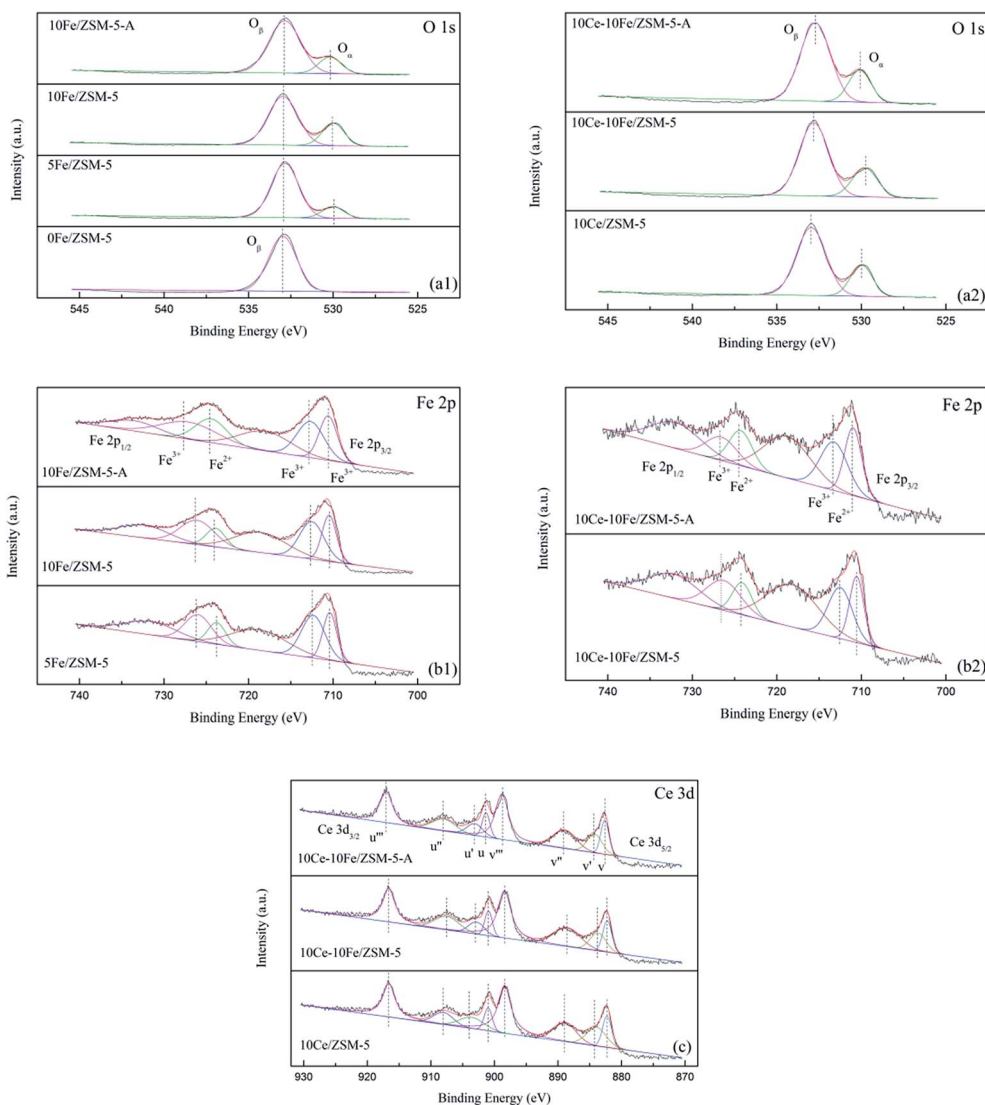 10Fe/ZSM-5-A
O 1s
Oβ
Oα
10Fe/ZSM-5
5Fe/ZSM-5
0Fe/ZSM-5
Oβ
(a1)
Intensity (a.u.)
545 540 535 530 525
Binding Energy (eV)
10Ce-10Fe/ZSM-5-A
O 1s
Oβ
Oα
10Ce-10Fe/ZSM-5
10Ce/ZSM-5
(a2)
Intensity (a.u.)
545 540 535 530 525
Binding Energy (eV)
Fe 2p
Fe 2p1/2
Fe3+
Fe2+
Fe3+
Fe3+
Fe 2p3/2
10Fe/ZSM-5-A
10Fe/ZSM-5
5Fe/ZSM-5
(b1)
Intensity (a.u.)
740 730 720 710 700
Binding Energy (eV)
Fe 2p
Fe 2p1/2
Fe3+
Fe2+
Fe3+
Fe2+
Fe 2p3/2
10Ce-10Fe/ZSM-5-A
10Ce-10Fe/ZSM-5
(b2)
Intensity (a.u.)
740 730 720 710 700
Binding Energy (eV)
Ce 3d
Ce 3d3/2
u'''
u''
u'
u
v'''
v''
v'
v
Ce 3d5/2
10Ce-10Fe/ZSM-5-A
10Ce-10Fe/ZSM-5
10Ce/ZSM-5
(c)
Intensity (a.u.)
930 920 910 900 890 880 870
Binding Energy (eV)